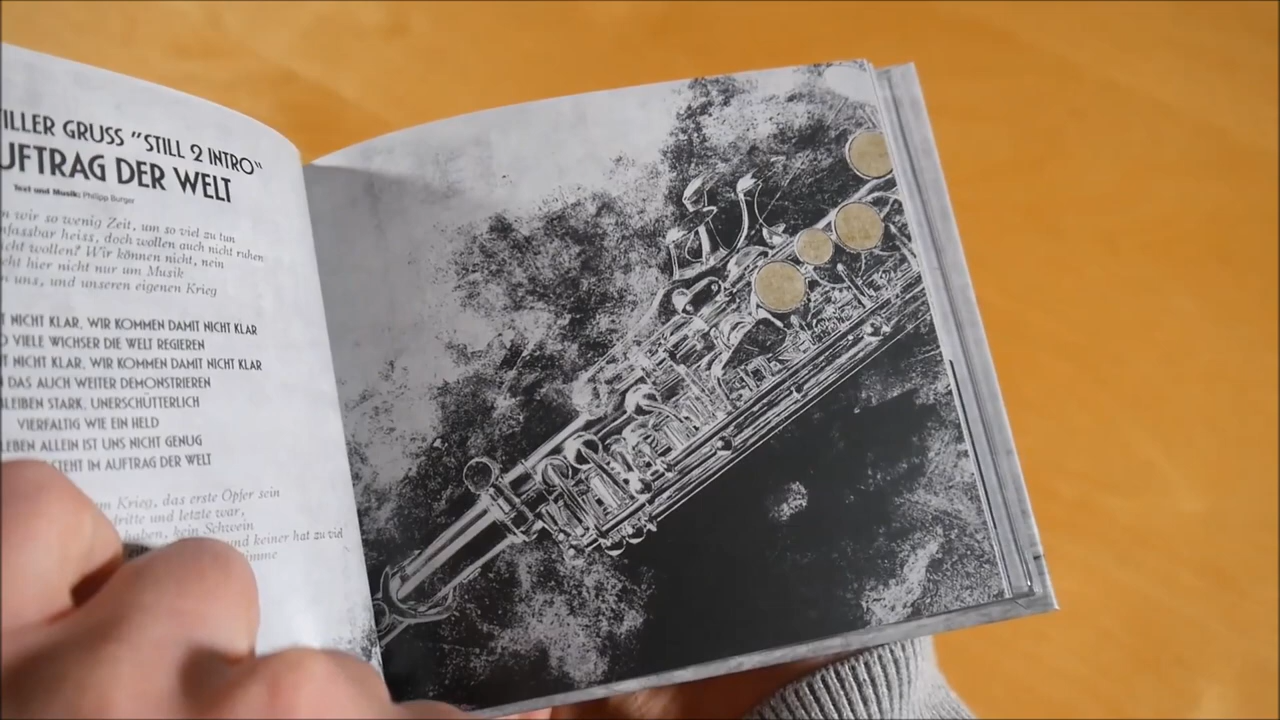 ILLER GRUSS "STILL 2 INTRO"
UFTRAG DER WELT
Text und Musik: Philipp Burger
n wir so wenig Zeit, um so viel zu tun
nfassbar heiss, doch wollen auch nicht ruhen
icht wollen? Wir können nicht, nein
eht hier nicht nur um Musik
n uns, und unseren eigenen Krieg
T NICHT KLAR, WIR KOMMEN DAMIT NICHT KLAR
O VIELE WICHSER DIE WELT REGIEREN
T NICHT KLAR, WIR KOMMEN DAMIT NICHT KLAR
N DAS AUCH WEITER DEMONSTRIEREN
BLEIBEN STARK, UNERSCHÜTTERLICH
VIERFALTIG WIE EIN HELD
LEBEN ALLEIN IST UNS NICHT GENUG
STEHT IM AUFTRAG DER WELT
m Krieg, das erste Opfer sein
dritte und letzte war,
haben, kein Schwein
und keiner hat zu viel
timme